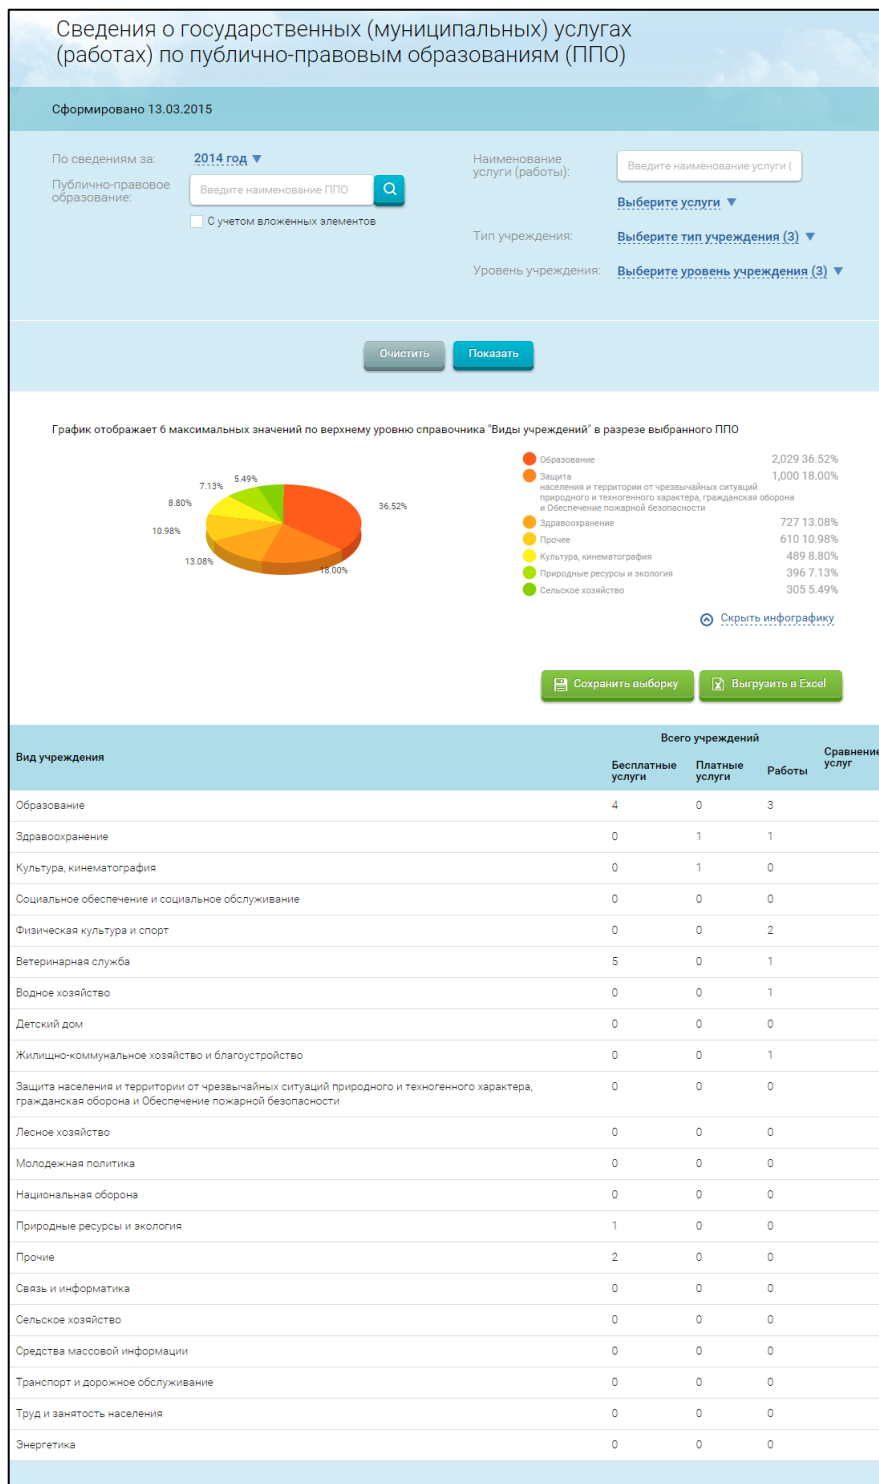 Сведения о государственных (муниципальных) услугах
(работах) по публично-правовым образованиям (ППО)
Сформировано 13.03.2015
По сведениям за: 2014 год ▼
Публично-правовое
образование:
Введите наименование ППО
С учетом вложенных элементов
Наименование
услуги (работы):
Введите наименование услуги (
Выберите услуги ▼
Тип учреждения: Выберите тип учреждения (3) ▼
Уровень учреждения: Выберите уровень учреждения (3) ▼
Очистить Показать
График отображает 6 максимальных значений по верхнему уровню справочника "Виды учреждений" в разрезе выбранного ППО
36.52%
18.00%
13.08%
10.98%
8.80%
7.13%
5.49%
Образование 2,029 36.52%
Защита 1,000 18.00%
населения и территории от чрезвычайных ситуаций
природного и техногенного характера, гражданская оборона
и Обеспечение пожарной безопасности
Здравоохранение 727 13.08%
Прочее 610 10.98%
Культура, кинематография 489 8.80%
Природные ресурсы и экология 396 7.13%
Сельское хозяйство 305 5.49%
Скрыть инфографику
Сохранить выборку Выгрузить в Excel
Вид учреждения
Всего учреждений
Бесплатные
услуги
Платные
услуги
Работы
Сравнение
услуг
Образование 4 0 3
Здравоохранение 0 1 1
Культура, кинематография 0 1 0
Социальное обеспечение и социальное обслуживание 0 0 0
Физическая культура и спорт 0 0 2
Ветеринарная служба 5 0 1
Водное хозяйство 0 0 1
Детский дом 0 0 0
Жилищно-коммунальное хозяйство и благоустройство 0 0 1
Защита населения и территории от чрезвычайных ситуаций природного и техногенного характера, 0 0 0
гражданская оборона и Обеспечение пожарной безопасности
Лесное хозяйство 0 0 0
Молодежная политика 0 0 0
Национальная оборона 0 0 0
Природные ресурсы и экология 1 0 0
Прочие 2 0 0
Связь и информатика 0 0 0
Сельское хозяйство 0 0 0
Средства массовой информации 0 0 0
Транспорт и дорожное обслуживание 0 0 0
Труд и занятость населения 0 0 0
Энергетика 0 0 0